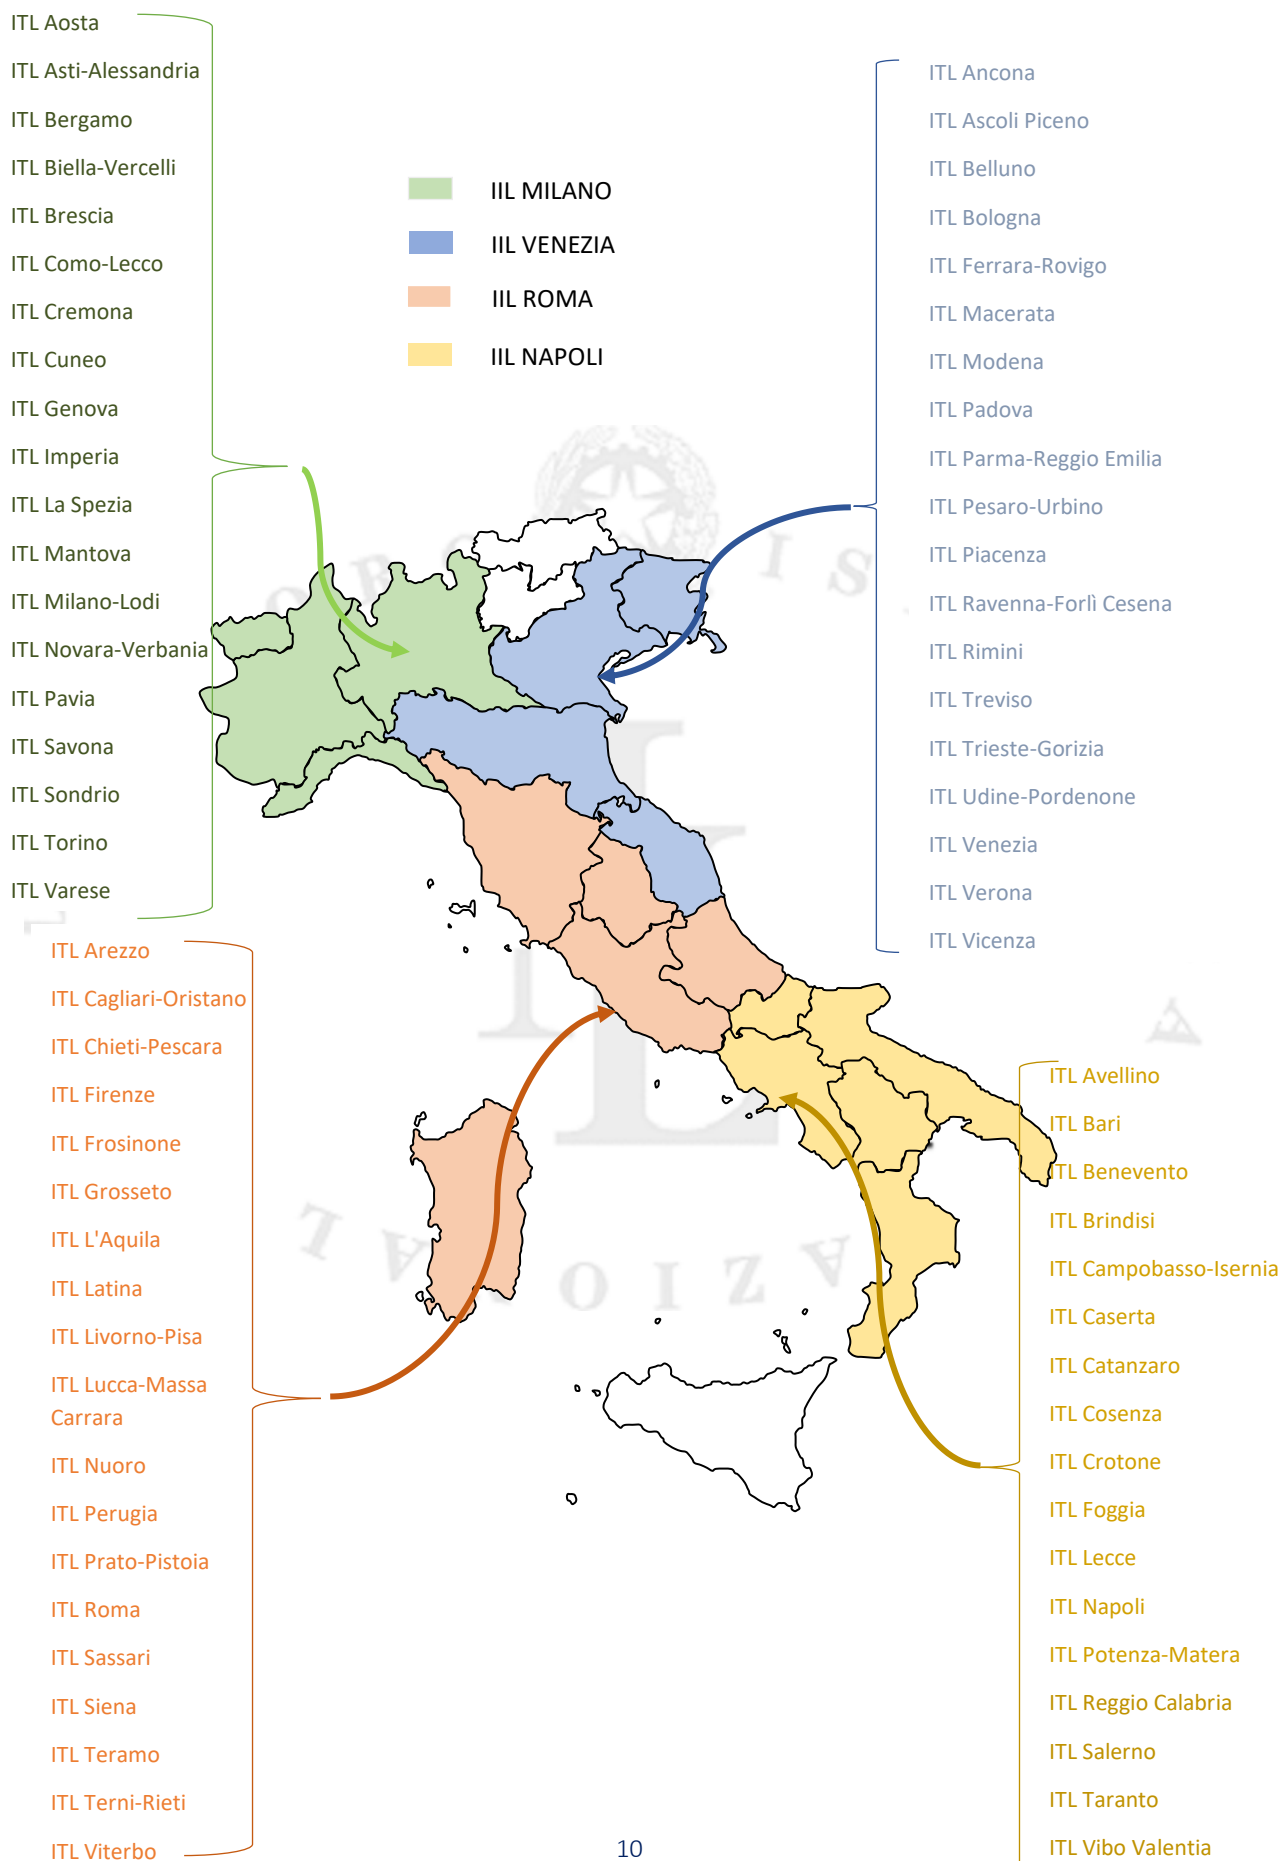 ITL Aosta
ITL Asti-Alessandria
ITL Bergamo
ITL Biella-Vercelli
ITL Brescia
ITL Como-Lecco
ITL Cremona
ITL Cuneo
ITL Genova
ITL Imperia
ITL La Spezia
ITL Mantova
ITL Milano-Lodi
ITL Novara-Verbania
ITL Pavia
ITL Savona
ITL Sondrio
ITL Torino
ITL Varese
IIL MILANO
IIL VENEZIA
IIL ROMA
IIL NAPOLI
ITL Ancona
ITL Ascoli Piceno
ITL Belluno
ITL Bologna
ITL Ferrara-Rovigo
ITL Macerata
ITL Modena
ITL Padova
ITL Parma-Reggio Emilia
ITL Pesaro-Urbino
ITL Piacenza
ITL Ravenna-Forlì Cesena
ITL Rimini
ITL Treviso
ITL Trieste-Gorizia
ITL Udine-Pordenone
ITL Venezia
ITL Verona
ITL Vicenza
ITL Arezzo
ITL Cagliari-Oristano
ITL Chieti-Pescara
ITL Firenze
ITL Frosinone
ITL Grosseto
ITL L'Aquila
ITL Latina
ITL Livorno-Pisa
ITL Lucca-Massa
Carrara
ITL Nuoro
ITL Perugia
ITL Prato-Pistoia
ITL Roma
ITL Sassari
ITL Siena
ITL Teramo
ITL Terni-Rieti
ITL Viterbo
ITL Avellino
ITL Bari
ITL Benevento
ITL Brindisi
ITL Campobasso-Isernia
ITL Caserta
ITL Catanzaro
ITL Cosenza
ITL Crotone
ITL Foggia
ITL Lecce
ITL Napoli
ITL Potenza-Matera
ITL Reggio Calabria
ITL Salerno
ITL Taranto
ITL Vibo Valentia
10